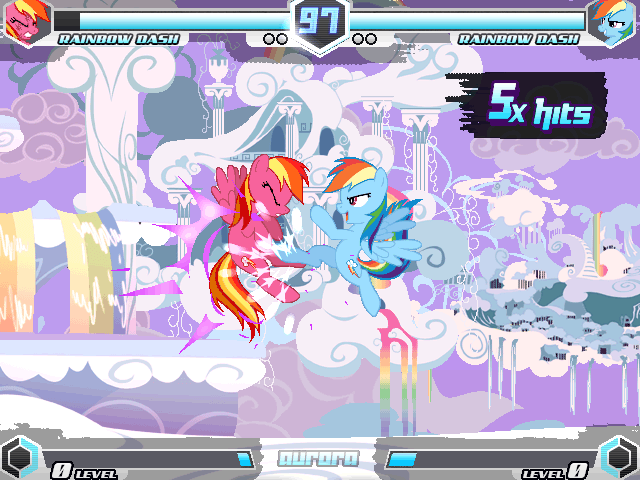 97
RAINBOW DASH
RAINBOW DASH
5x hits
aurora
0 LEVEL
LEVEL 0